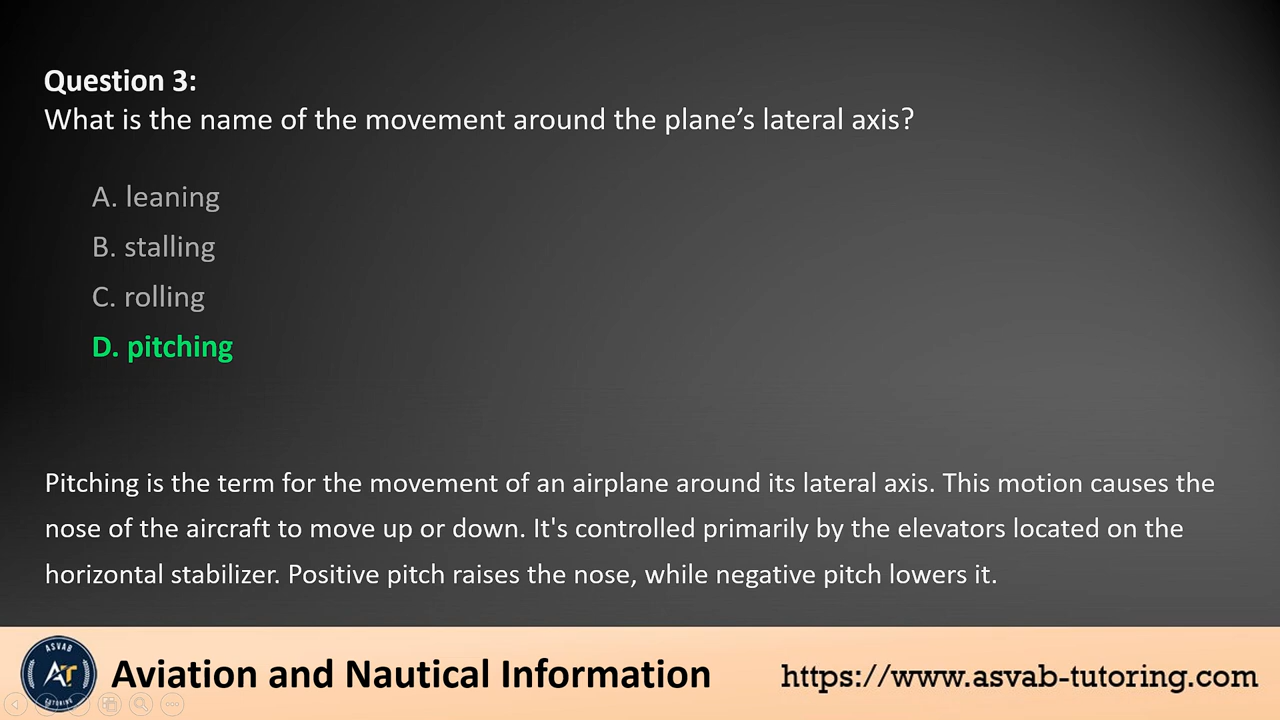 Question 3:
What is the name of the movement around the plane’s lateral axis?
A. leaning
B. stalling
C. rolling
D. pitching
Pitching is the term for the movement of an airplane around its lateral axis. This motion causes the
nose of the aircraft to move up or down. It's controlled primarily by the elevators located on the
horizontal stabilizer. Positive pitch raises the nose, while negative pitch lowers it.
ASVAB
AT
TUTORING
Aviation and Nautical Information
https://www.asvab-tutoring.com